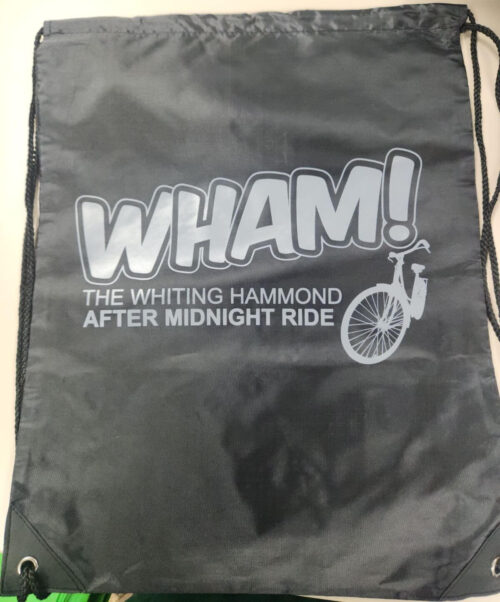 WHAM!
THE WHITING HAMMOND
AFTER MIDNIGHT RIDE